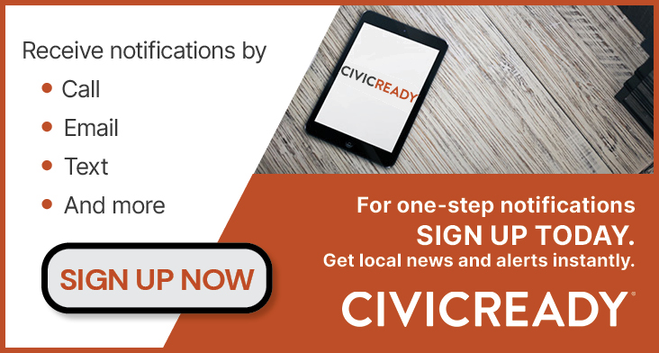 Receive notifications by
• Call
• Email
• Text
• And more
SIGN UP NOW
CIVICREADY
For one-step notifications
SIGN UP TODAY.
Get local news and alerts instantly.
CIVICREADY®